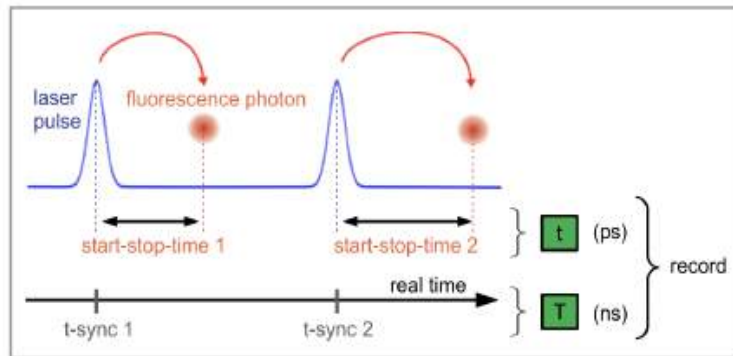 laser
pulse
fluorescence photon
start-stop-time 1
start-stop-time 2
t
(ps)
record
real time
T
(ns)
t-sync 1
t-sync 2